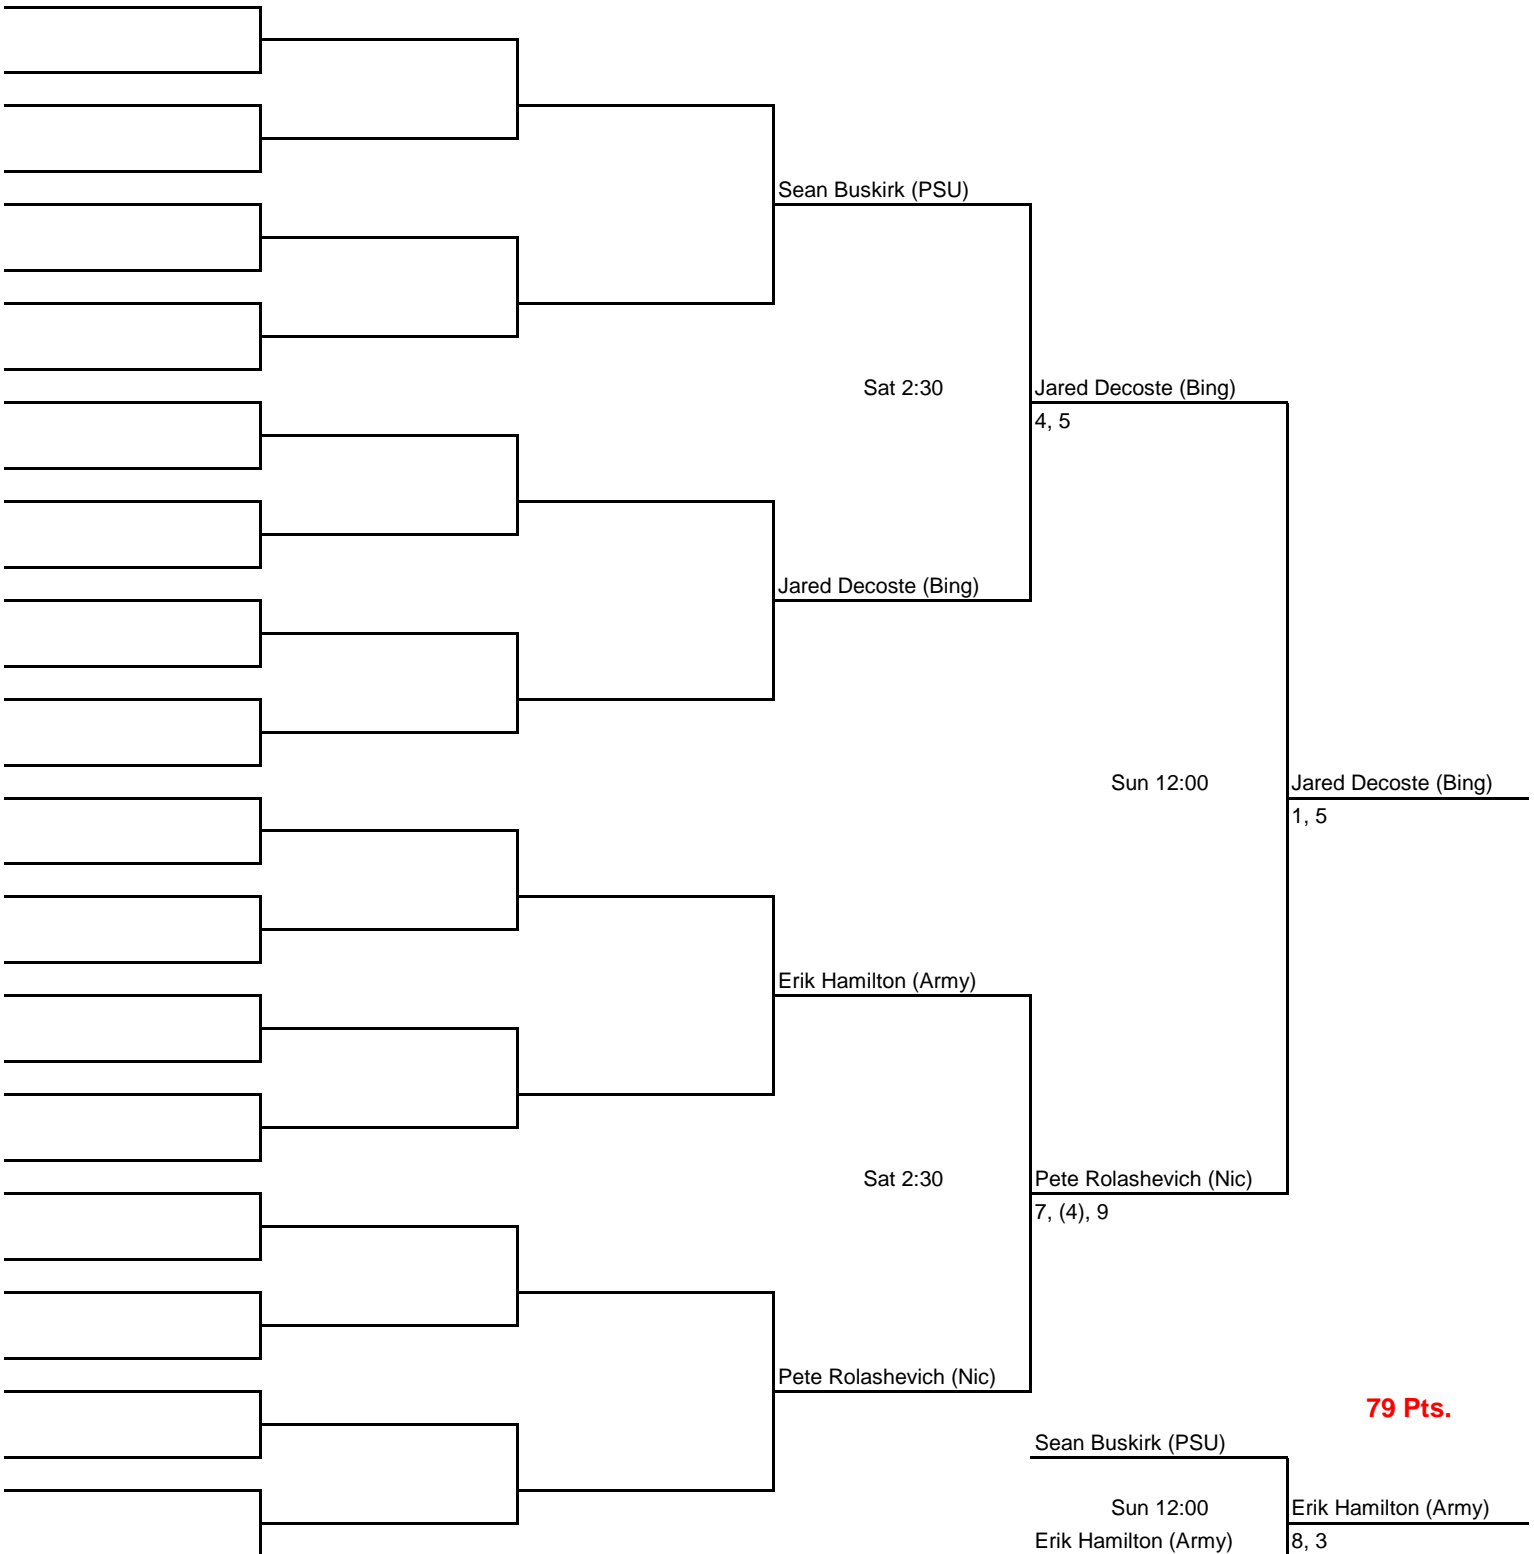 Sean Buskirk (PSU)
Sat 2:30
Jared Decoste (Bing)
4, 5
Jared Decoste (Bing)
Sun 12:00
Jared Decoste (Bing)
1, 5
Erik Hamilton (Army)
Sat 2:30
Pete Rolashevich (Nic)
7, (4), 9
Pete Rolashevich (Nic)
79 Pts.
Sean Buskirk (PSU)
Sun 12:00
Erik Hamilton (Army)
Erik Hamilton (Army)
8, 3